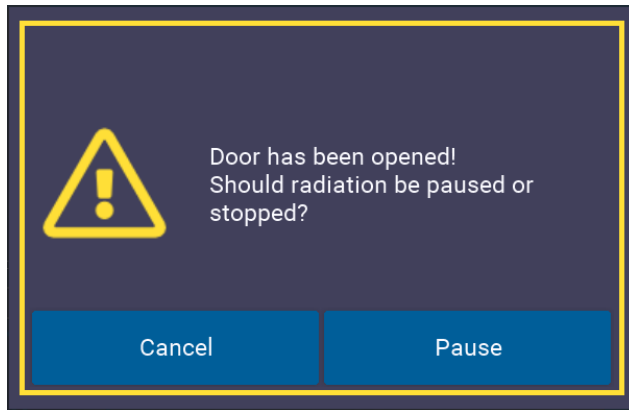 Door has been opened!
Should radiation be paused or
stopped?
Cancel
Pause